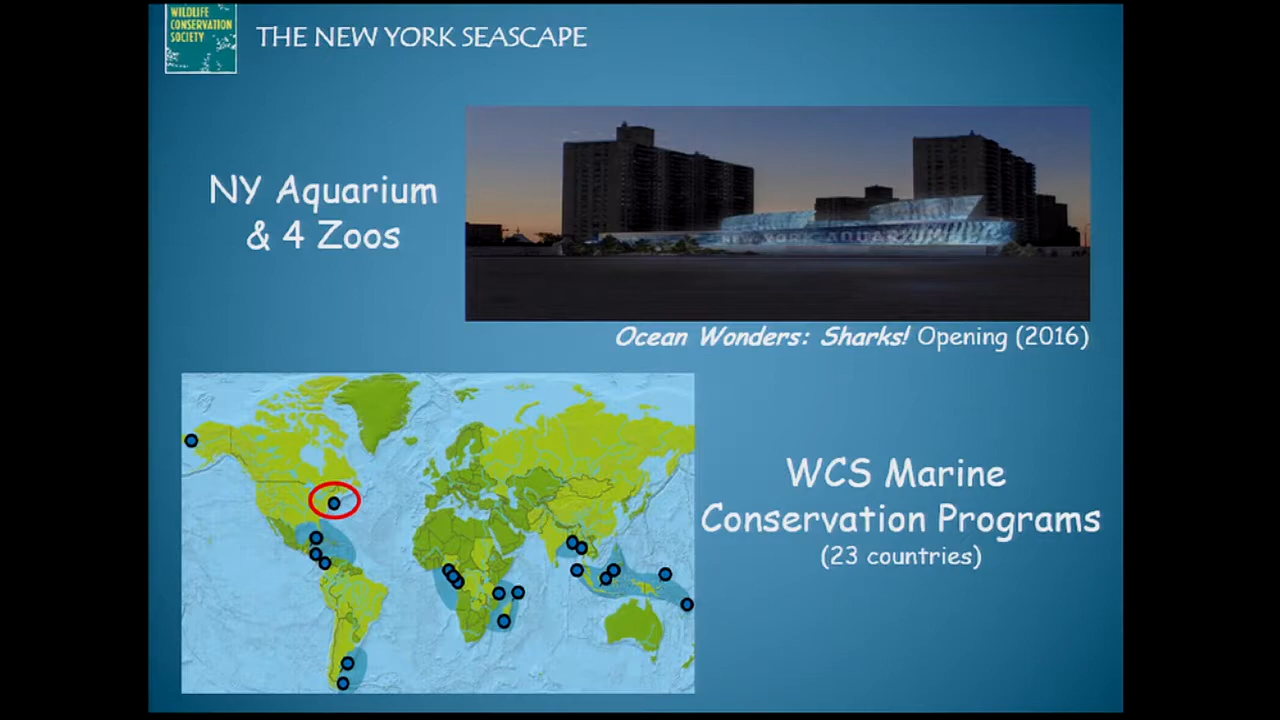 WILDLIFE
CONSERVATION
SOCIETY
THE NEW YORK SEASCAPE
NY Aquarium
& 4 Zoos
NEW YORK AQUARIUM
Ocean Wonders: Sharks! Opening (2016)
WCS Marine
Conservation Programs
(23 countries)